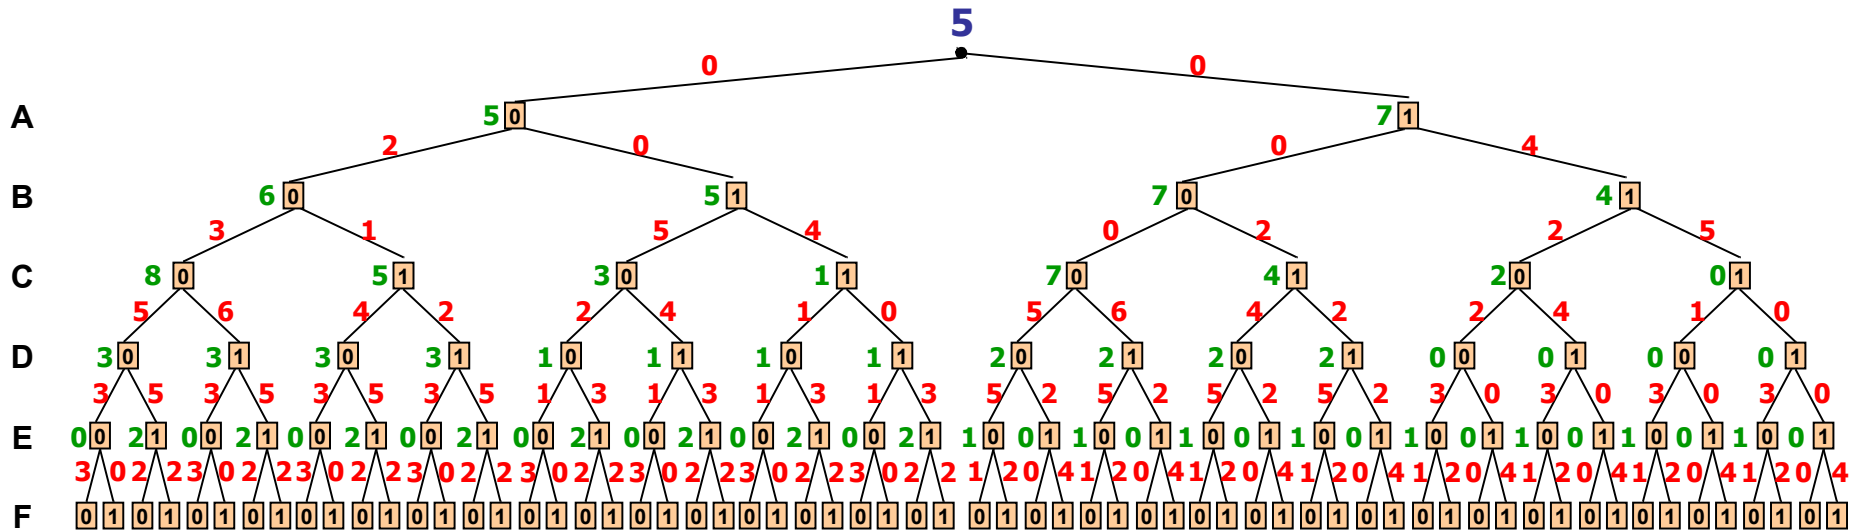 5
0 0
A 5 0 7 1
2 0 0 4
B 6 0 5 1 7 0 4 1
3 1 5 4 0 2 2 5
C 8 0 5 1 3 0 1 1 7 0 4 1 2 0 0 1
5 6 4 2 2 4 1 0 5 6 4 2 2 4 1 0
D 3 0 3 1 3 0 3 1 1 0 1 1 1 0 1 1 2 0 2 1 2 0 2 1 0 0 0 1 0 0 0 1
3 5 3 5 3 5 3 5 1 3 1 3 1 3 1 3 5 2 5 2 5 2 5 2 3 0 3 0 3 0 3 0
E 0 0 2 1 0 0 2 1 0 0 2 1 0 0 2 1 0 0 2 1 0 0 2 1 0 0 2 1 0 0 2 1 1 0 0 1 1 0 0 1 1 0 0 1 1 0 0 1 1 0 0 1 1 0 0 1 1 0 0 1 1 0 0 1
3 0 2 2 3 0 2 2 3 0 2 2 3 0 2 2 3 0 2 2 3 0 2 2 3 0 2 2 3 0 2 2 1 2 0 4 1 2 0 4 1 2 0 4 1 2 0 4 1 2 0 4 1 2 0 4 1 2 0 4 1 2 0 4
F 0 1 0 1 0 1 0 1 0 1 0 1 0 1 0 1 0 1 0 1 0 1 0 1 0 1 0 1 0 1 0 1 0 1 0 1 0 1 0 1 0 1 0 1 0 1 0 1 0 1 0 1 0 1 0 1 0 1 0 1 0 1 0 1